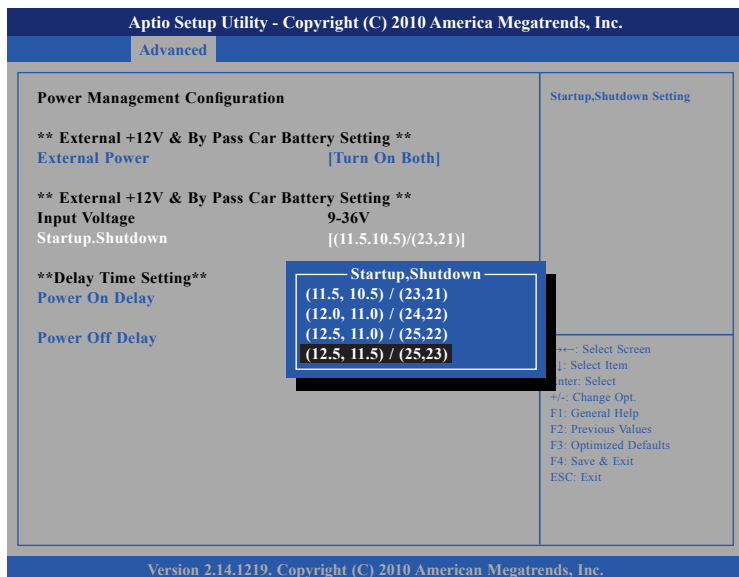 Aptio Setup Utility - Copyright (C) 2010 America Megatrends, Inc.
Advanced
Power Management Configuration
** External +12V & By Pass Car Battery Setting **
External Power [Turn On Both]
** External +12V & By Pass Car Battery Setting **
Input Voltage 9-36V
Startup.Shutdown [(11.5.10.5)/(23,21)]
**Delay Time Setting**
Power On Delay
Power Off Delay
Startup,Shutdown
(11.5, 10.5) / (23,21)
(12.0, 11.0) / (24,22)
(12.5, 11.0) / (25,22)
(12.5, 11.5) / (25,23)
Startup,Shutdown Setting
→←: Select Screen
↓: Select Item
Enter: Select
+/-: Change Opt.
F1: General Help
F2: Previous Values
F3: Optimized Defaults
F4: Save & Exit
ESC: Exit
Version 2.14.1219. Copyright (C) 2010 American Megatrends, Inc.